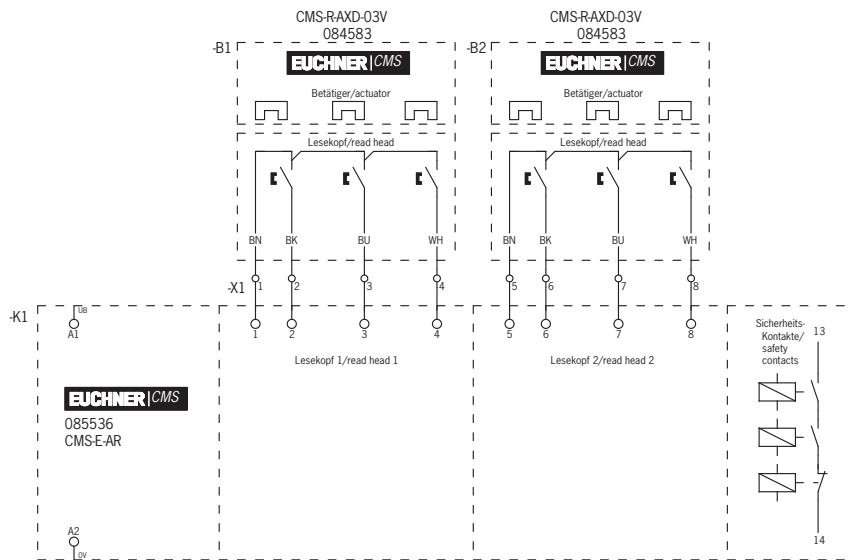 CMS-R-AXD-03V
084583
-B1
EUCHNER|CMS
Betätiger/actuator
Lesekopf/read head
BN BK BU WH
1 2 3 4
CMS-R-AXD-03V
084583
-B2
EUCHNER|CMS
Betätiger/actuator
Lesekopf/read head
BN BK BU WH
5 6 7 8
-X1
-K1
UB
A1
1 2 3 4
Lesekopf 1/read head 1
5 6 7 8
Lesekopf 2/read head 2
Sicherheits-
Kontakte/
safety
contacts
13
EUCHNER|CMS
085536
CMS-E-AR
A2
0V
14